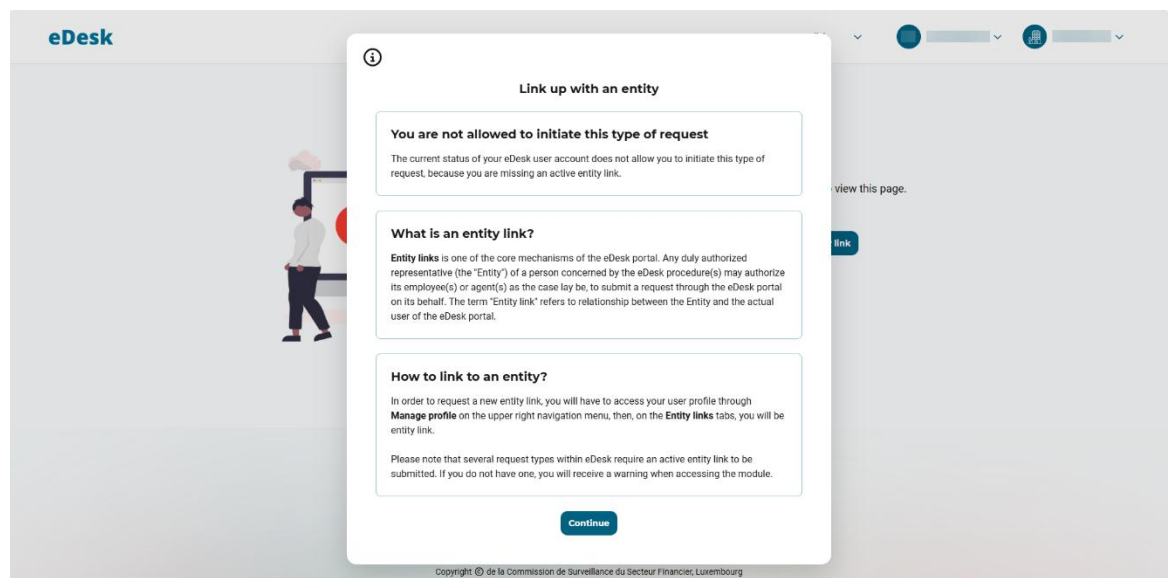 eDesk
Link up with an entity
You are not allowed to initiate this type of request
The current status of your eDesk user account does not allow you to initiate this type of
request, because you are missing an active entity link.
view this page.
What is an entity link?
link
Entity links is one of the core mechanisms of the eDesk portal. Any duly authorized
representative (the "Entity") of a person concerned by the eDesk procedure(s) may authorize
its employee(s) or agent(s) as the case lay be, to submit a request through the eDesk portal
on its behalf. The term "Entity link" refers to relationship between the Entity and the actual
user of the eDesk portal.
How to link to an entity?
In order to request a new entity link, you will have to access your user profile through
Manage profile on the upper right navigation menu, then, on the Entity links tabs, you will be
entity link.
Please note that several request types within eDesk require an active entity link to be
submitted. If you do not have one, you will receive a warning when accessing the module.
Continue
Copyright © de la Commission de Surveillance du Secteur Financier, Luxembourg